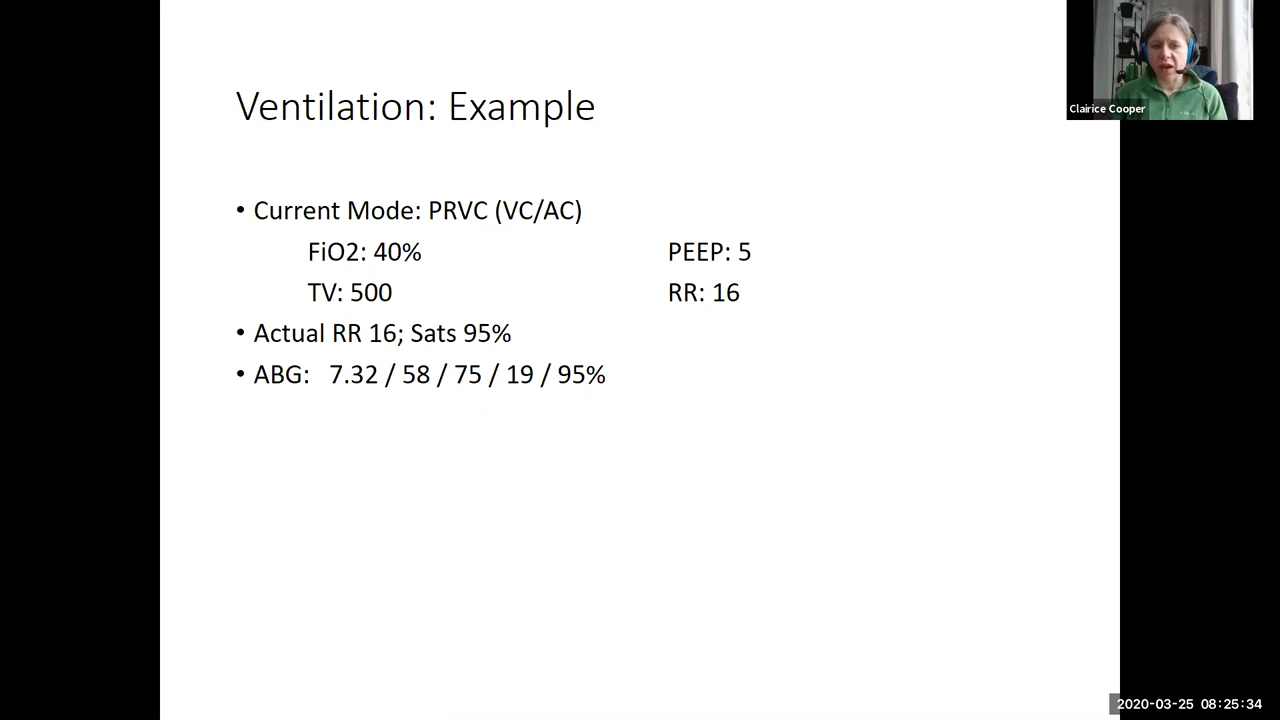 Clairice Cooper
Ventilation: Example
• Current Mode: PRVC (VC/AC)
FiO2: 40% PEEP: 5
TV: 500 RR: 16
• Actual RR 16; Sats 95%
• ABG: 7.32 / 58 / 75 / 19 / 95%
2020-03-25 08:25:34